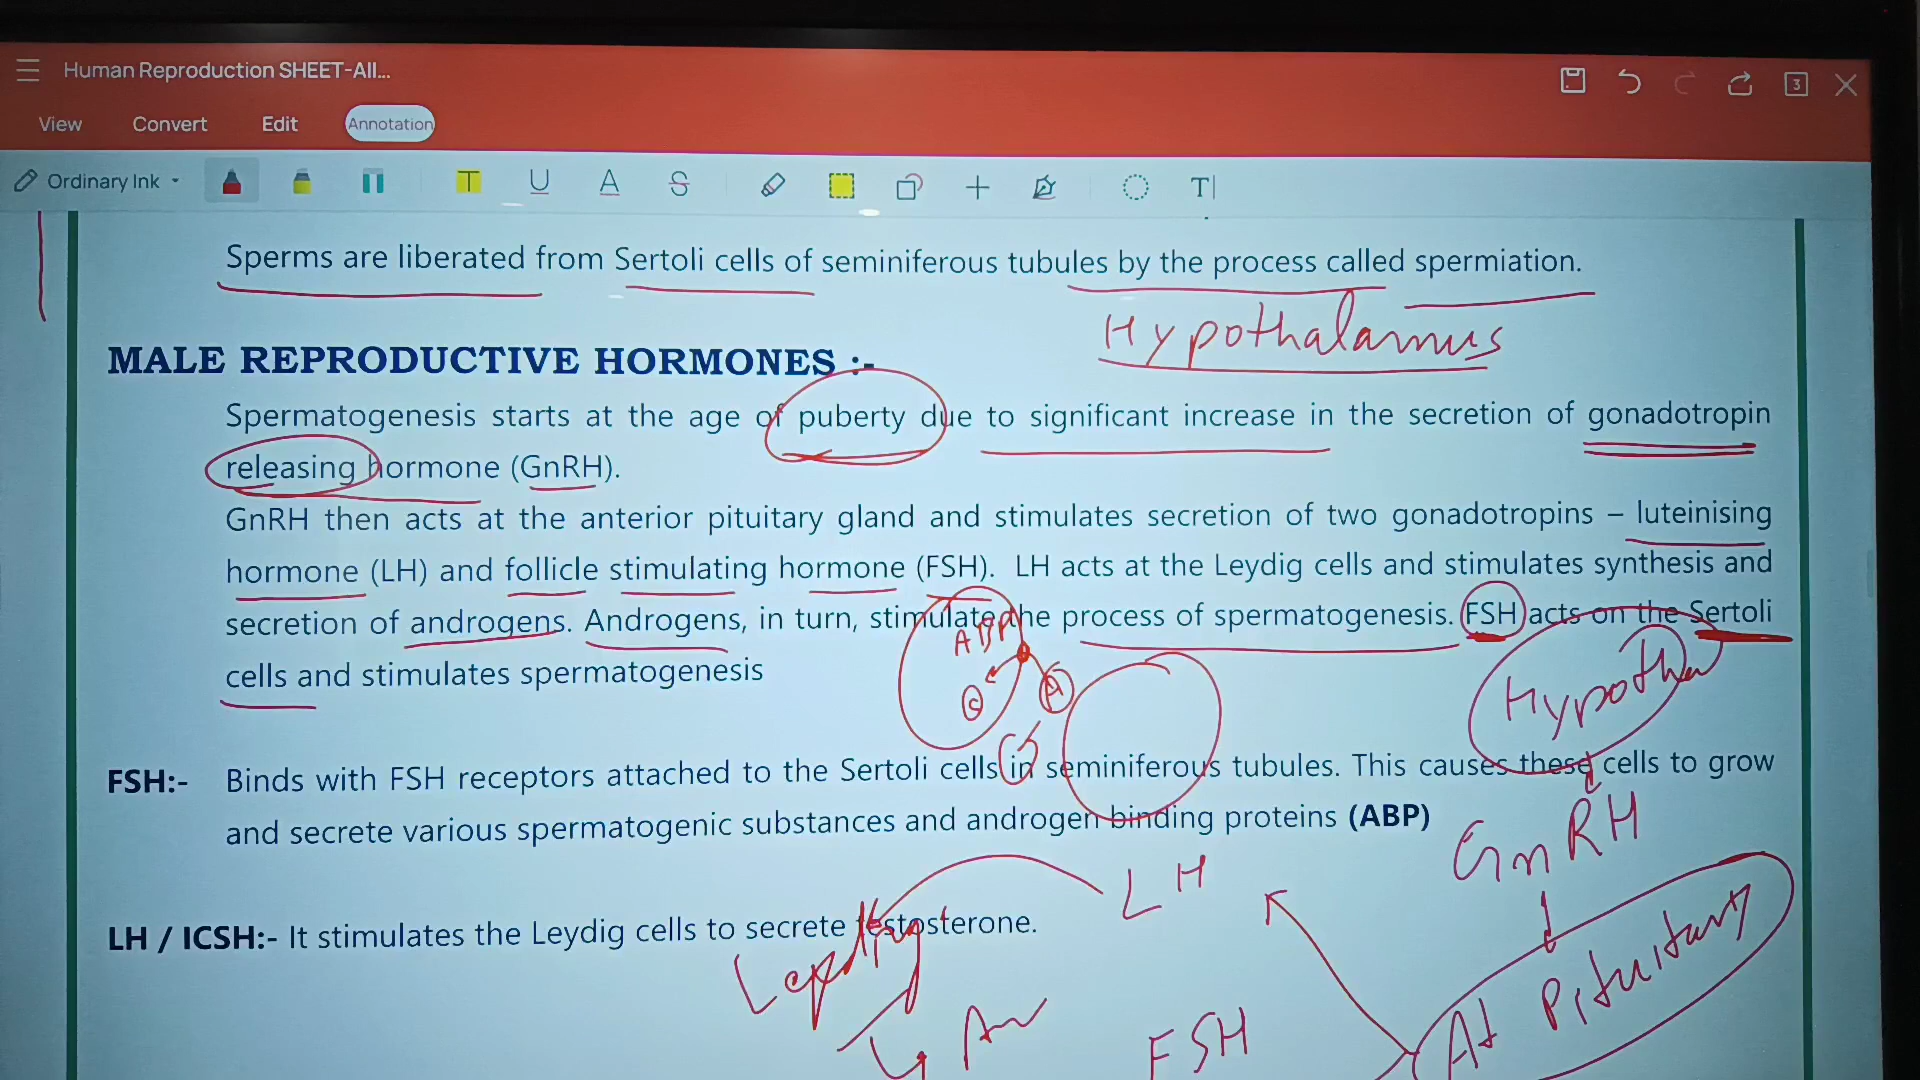 Human Reproduction SHEET-All...
3
View Convert Edit Annotation
Ordinary Ink T U A S T
Sperms are liberated from Sertoli cells of seminiferous tubules by the process called spermiation.
Hypothalamus
MALE REPRODUCTIVE HORMONES :-
Spermatogenesis starts at the age of puberty due to significant increase in the secretion of gonadotropin
releasing hormone (GnRH).
GnRH then acts at the anterior pituitary gland and stimulates secretion of two gonadotropins – luteinising
hormone (LH) and follicle stimulating hormone (FSH). LH acts at the Leydig cells and stimulates synthesis and
secretion of androgens. Androgens, in turn, stimulate the process of spermatogenesis. FSH acts on the Sertoli
ABP
cells and stimulates spermatogenesis
Hypotha
FSH:- Binds with FSH receptors attached to the Sertoli cells in seminiferous tubules. This causes these cells to grow
and secrete various spermatogenic substances and androgen binding proteins (ABP)
GnRH
LH
LH / ICSH:- It stimulates the Leydig cells to secrete testosterone.
Leydig
Pituitary
FSH